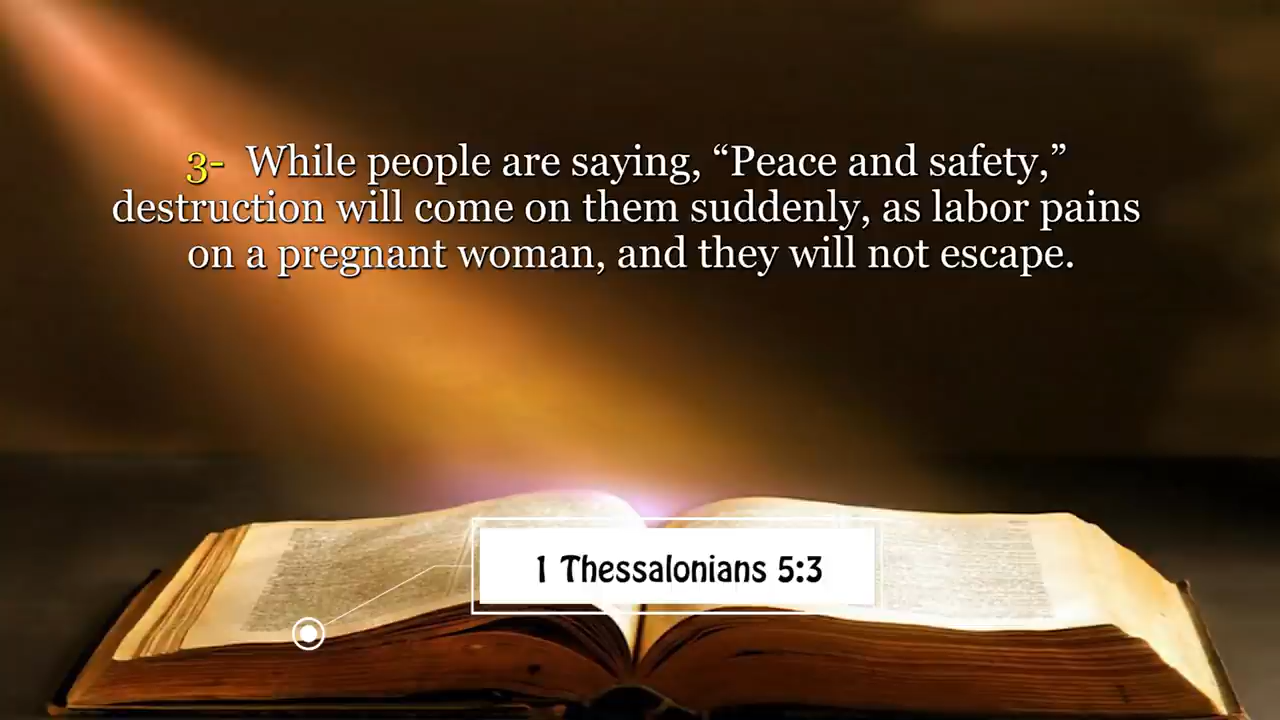 3- While people are saying, “Peace and safety,”
destruction will come on them suddenly, as labor pains
on a pregnant woman, and they will not escape.
1 Thessalonians 5:3